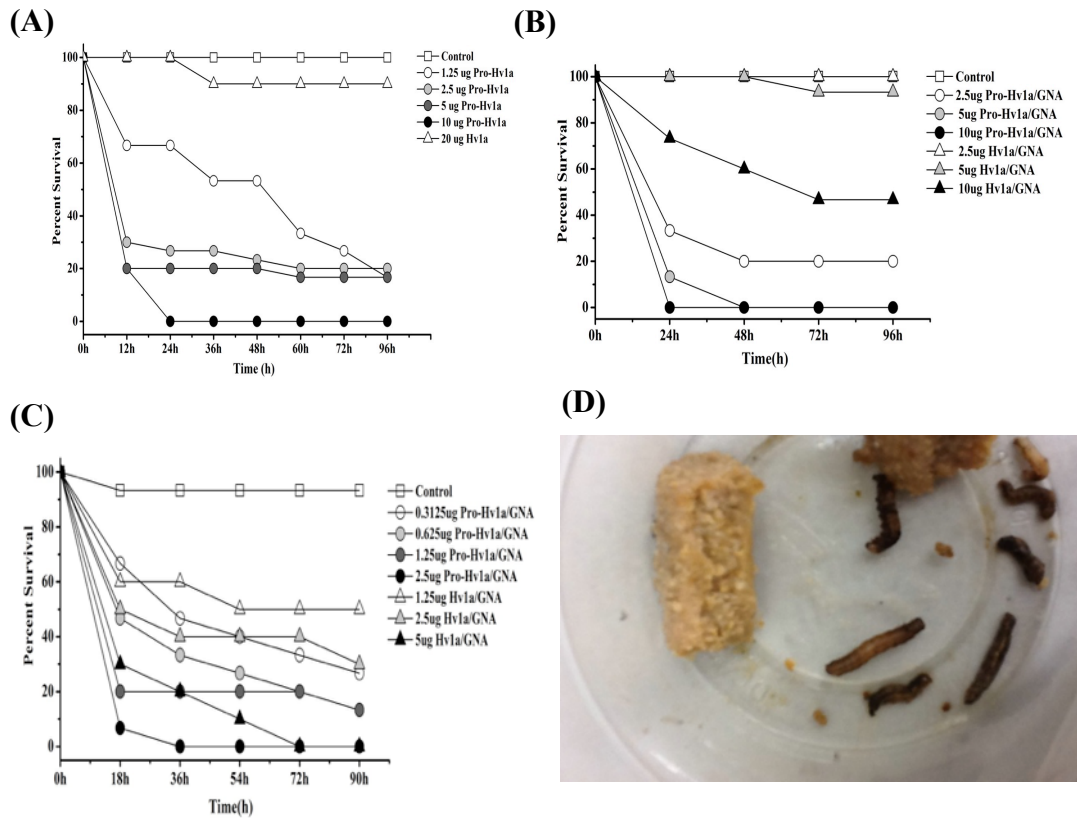 (A)
Percent Survival
100
80
60
40
20
0
0h 12h 24h 36h 48h 60h 72h 96h
Time (h)
Control
1.25 ug Pro-Hv1a
2.5 ug Pro-Hv1a
5 ug Pro-Hv1a
10 ug Pro-Hv1a
20 ug Hv1a
(B)
Percent Survival
100
80
60
40
20
0
0h 24h 48h 72h 96h
Time(h)
Control
2.5ug Pro-Hv1a/GNA
5ug Pro-Hv1a/GNA
10ug Pro-Hv1a/GNA
2.5ug Hv1a/GNA
5ug Hv1a/GNA
10ug Hv1a/GNA
(C)
Percent Survival
100
80
60
40
20
0
0h 18h 36h 54h 72h 90h
Time(h)
Control
0.3125ug Pro-Hv1a/GNA
0.625ug Pro-Hv1a/GNA
1.25ug Pro-Hv1a/GNA
2.5ug Pro-Hv1a/GNA
1.25ug Hv1a/GNA
2.5ug Hv1a/GNA
5ug Hv1a/GNA
(D)